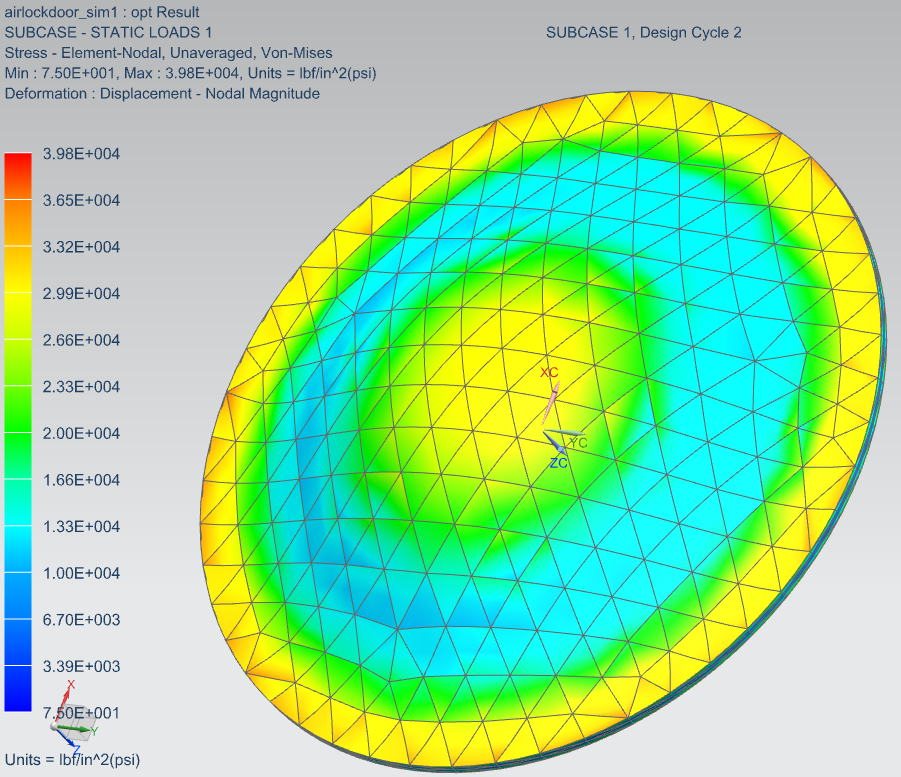 airlockdoor_sim1 : opt Result
SUBCASE - STATIC LOADS 1
Stress - Element-Nodal, Unaveraged, Von-Mises
Min : 7.50E+001, Max : 3.98E+004, Units = lbf/in^2(psi)
Deformation : Displacement - Nodal Magnitude
SUBCASE 1, Design Cycle 2
3.98E+004
3.65E+004
3.32E+004
2.99E+004
2.66E+004
2.33E+004
2.00E+004
1.66E+004
1.33E+004
1.00E+004
6.70E+003
3.39E+003
7.50E+001
XC
YC
ZC
X
Y
Z
Units = lbf/in^2(psi)